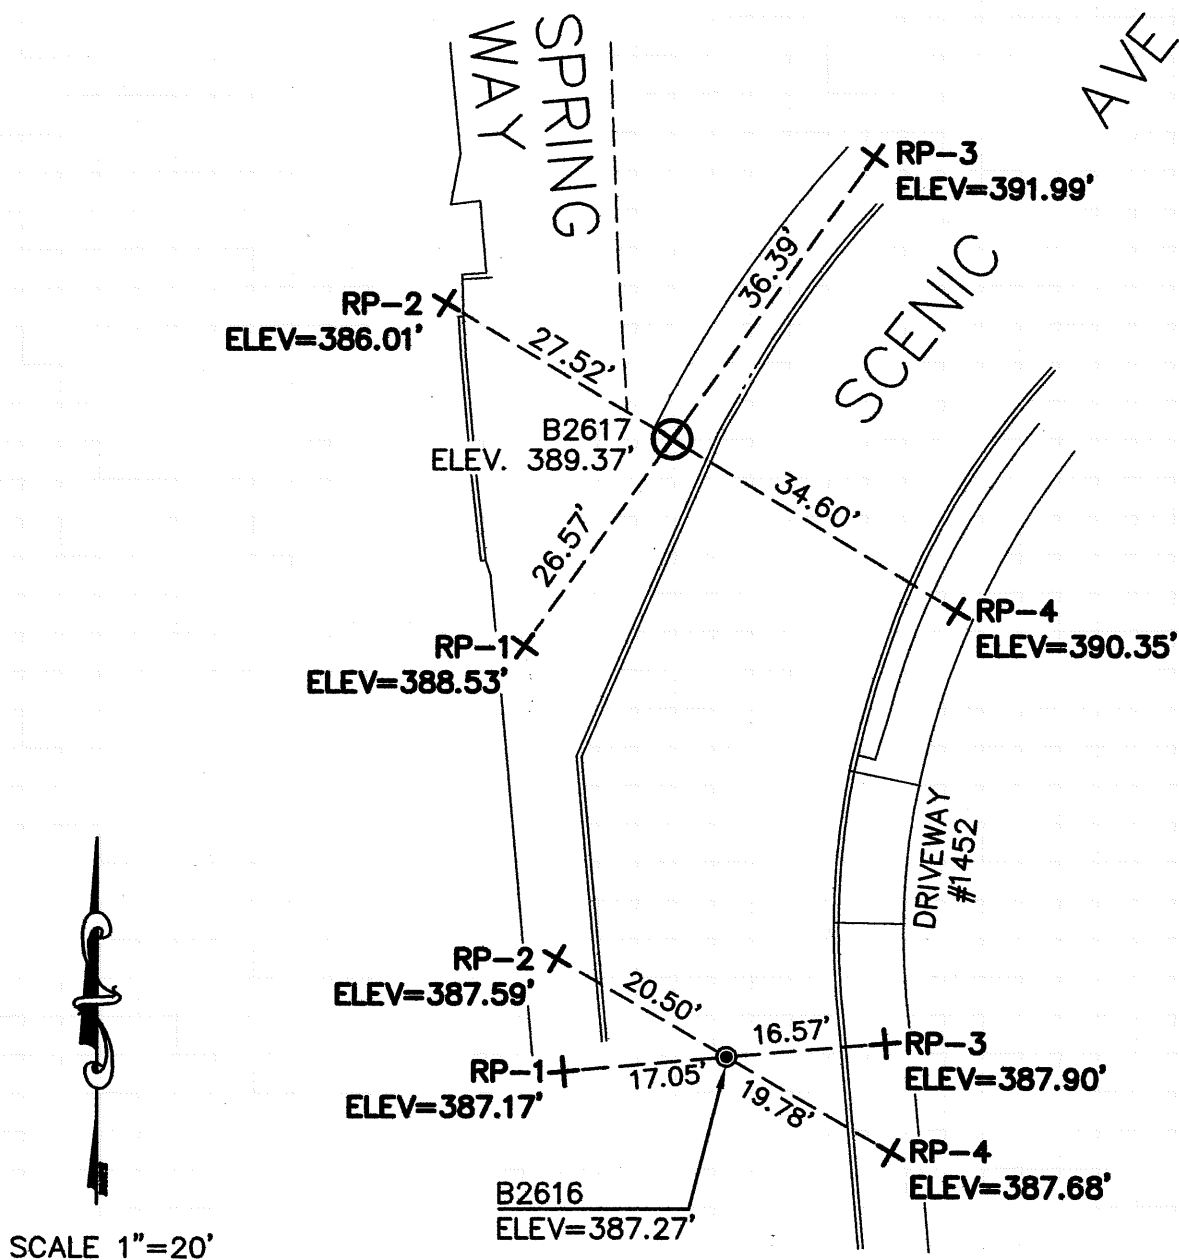 SPRING
WAY
AVE
RP-3
ELEV=391.99'
SCENIC
36.39'
RP-2
ELEV=386.01'
27.52'
B2617
ELEV. 389.37'
34.60'
26.57'
RP-4
ELEV=390.35'
RP-1
ELEV=388.53'
DRIVEWAY
#1452
RP-2
ELEV=387.59'
20.50'
16.57'
RP-3
ELEV=387.90'
RP-1
ELEV=387.17'
17.05'
19.78'
RP-4
ELEV=387.68'
B2616
ELEV=387.27'
SCALE 1"=20'